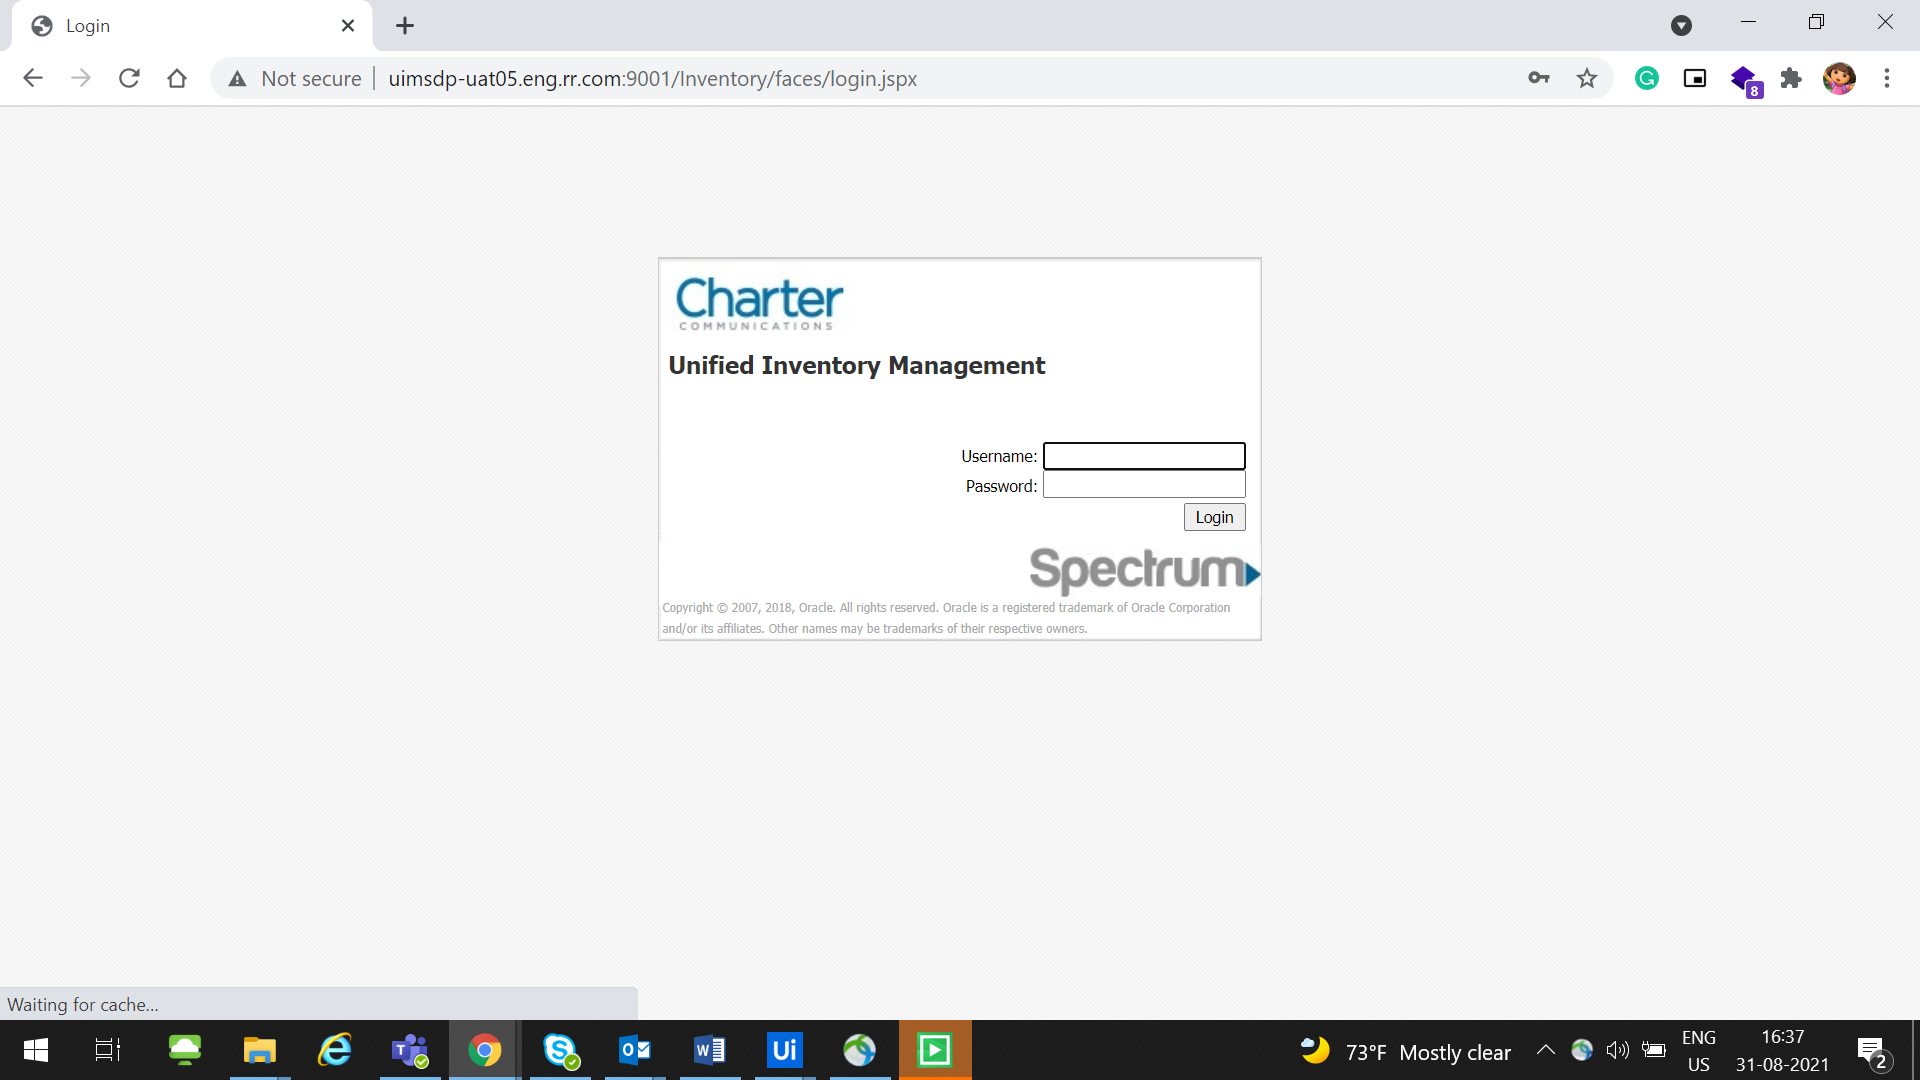 Login
Not secure
uimsdp-uat05.eng.rr.com:9001/Inventory/faces/login.jspx
8
Charter
COMMUNICATIONS
Unified Inventory Management
Username:
Password:
Login
Spectrum
Copyright © 2007, 2018, Oracle. All rights reserved. Oracle is a registered trademark of Oracle Corporation
and/or its affiliates. Other names may be trademarks of their respective owners.
Waiting for cache...
Ui
73°F Mostly clear
ENG
US
16:37
31-08-2021
2